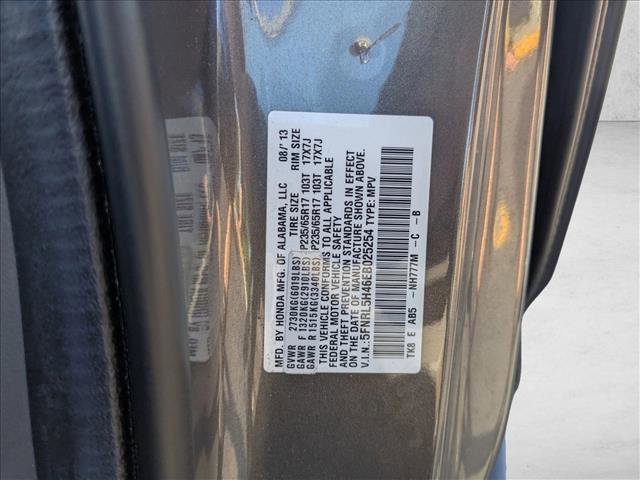 MFD. BY HONDA MFG. OF ALABAMA, LLC 08/'13
GVWR 2730KG(6019LBS) TIRE SIZE RIM SIZE
GAWR F 1320KG(2910LBS) P235/65R17 103T 17X7J
GAWR R 1515KG(3340LBS) P235/65R17 103T 17X7J
THIS VEHICLE CONFORMS TO ALL APPLICABLE
FEDERAL MOTOR VEHICLE SAFETY
AND THEFT PREVENTION STANDARDS IN EFFECT
ON THE DATE OF MANUFACTURE SHOWN ABOVE.
V.I.N.:5FNRL5H46EB025254 TYPE: MPV
TK8 E AB5 -NH777M -C -B